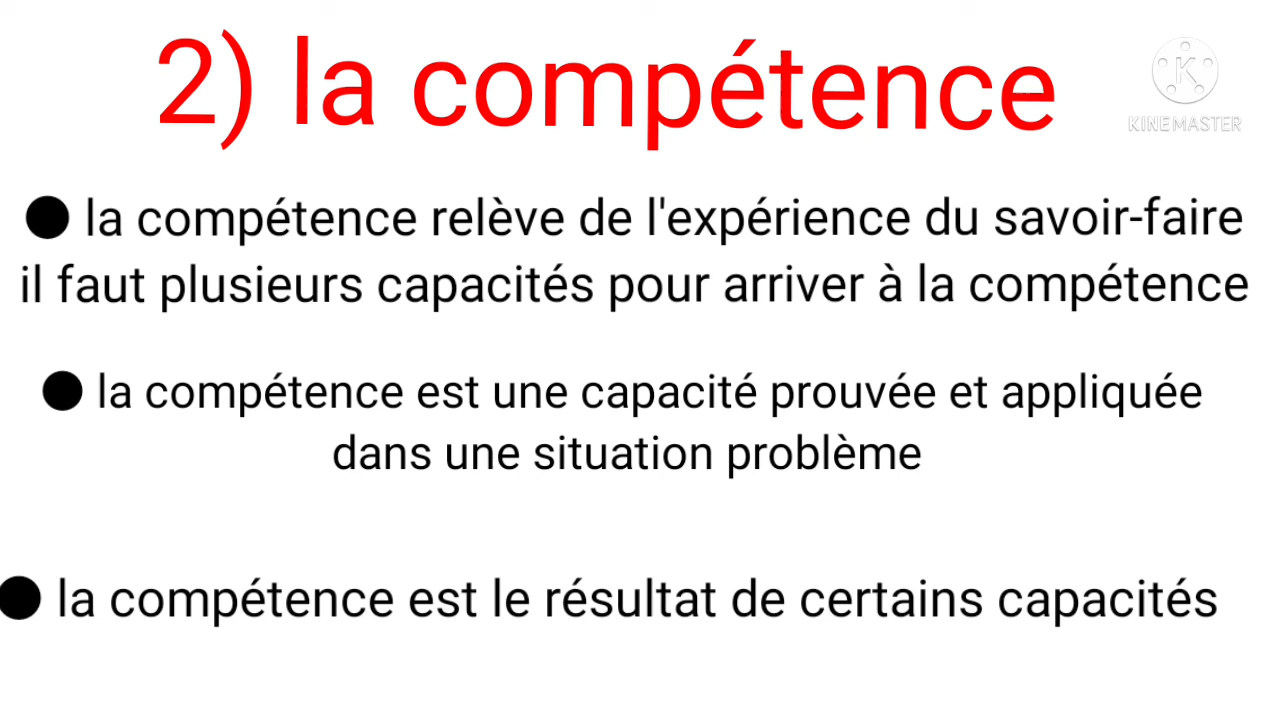 2) la compétence
KINEMASTER
● la compétence relève de l'expérience du savoir-faire
il faut plusieurs capacités pour arriver à la compétence
● la compétence est une capacité prouvée et appliquée
dans une situation problème
● la compétence est le résultat de certains capacités